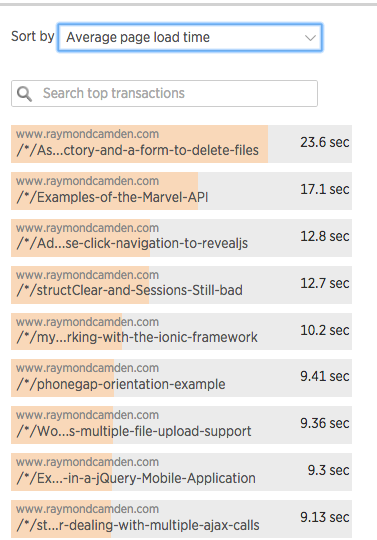 Sort by Average page load time
Search top transactions
www.raymondcamden.com
/*/As...ctory-and-a-form-to-delete-files 23.6 sec
www.raymondcamden.com
/*/Examples-of-the-Marvel-API 17.1 sec
www.raymondcamden.com
/*/Ad...se-click-navigation-to-revealjs 12.8 sec
www.raymondcamden.com
/*/structClear-and-Sessions-Still-bad 12.7 sec
www.raymondcamden.com
/*/my...rking-with-the-ionic-framework 10.2 sec
www.raymondcamden.com
/*/phonegap-orientation-example 9.41 sec
www.raymondcamden.com
/*/Wo...s-multiple-file-upload-support 9.36 sec
www.raymondcamden.com
/*/Ex...-in-a-jQuery-Mobile-Application 9.3 sec
www.raymondcamden.com
/*/st...r-dealing-with-multiple-ajax-calls 9.13 sec